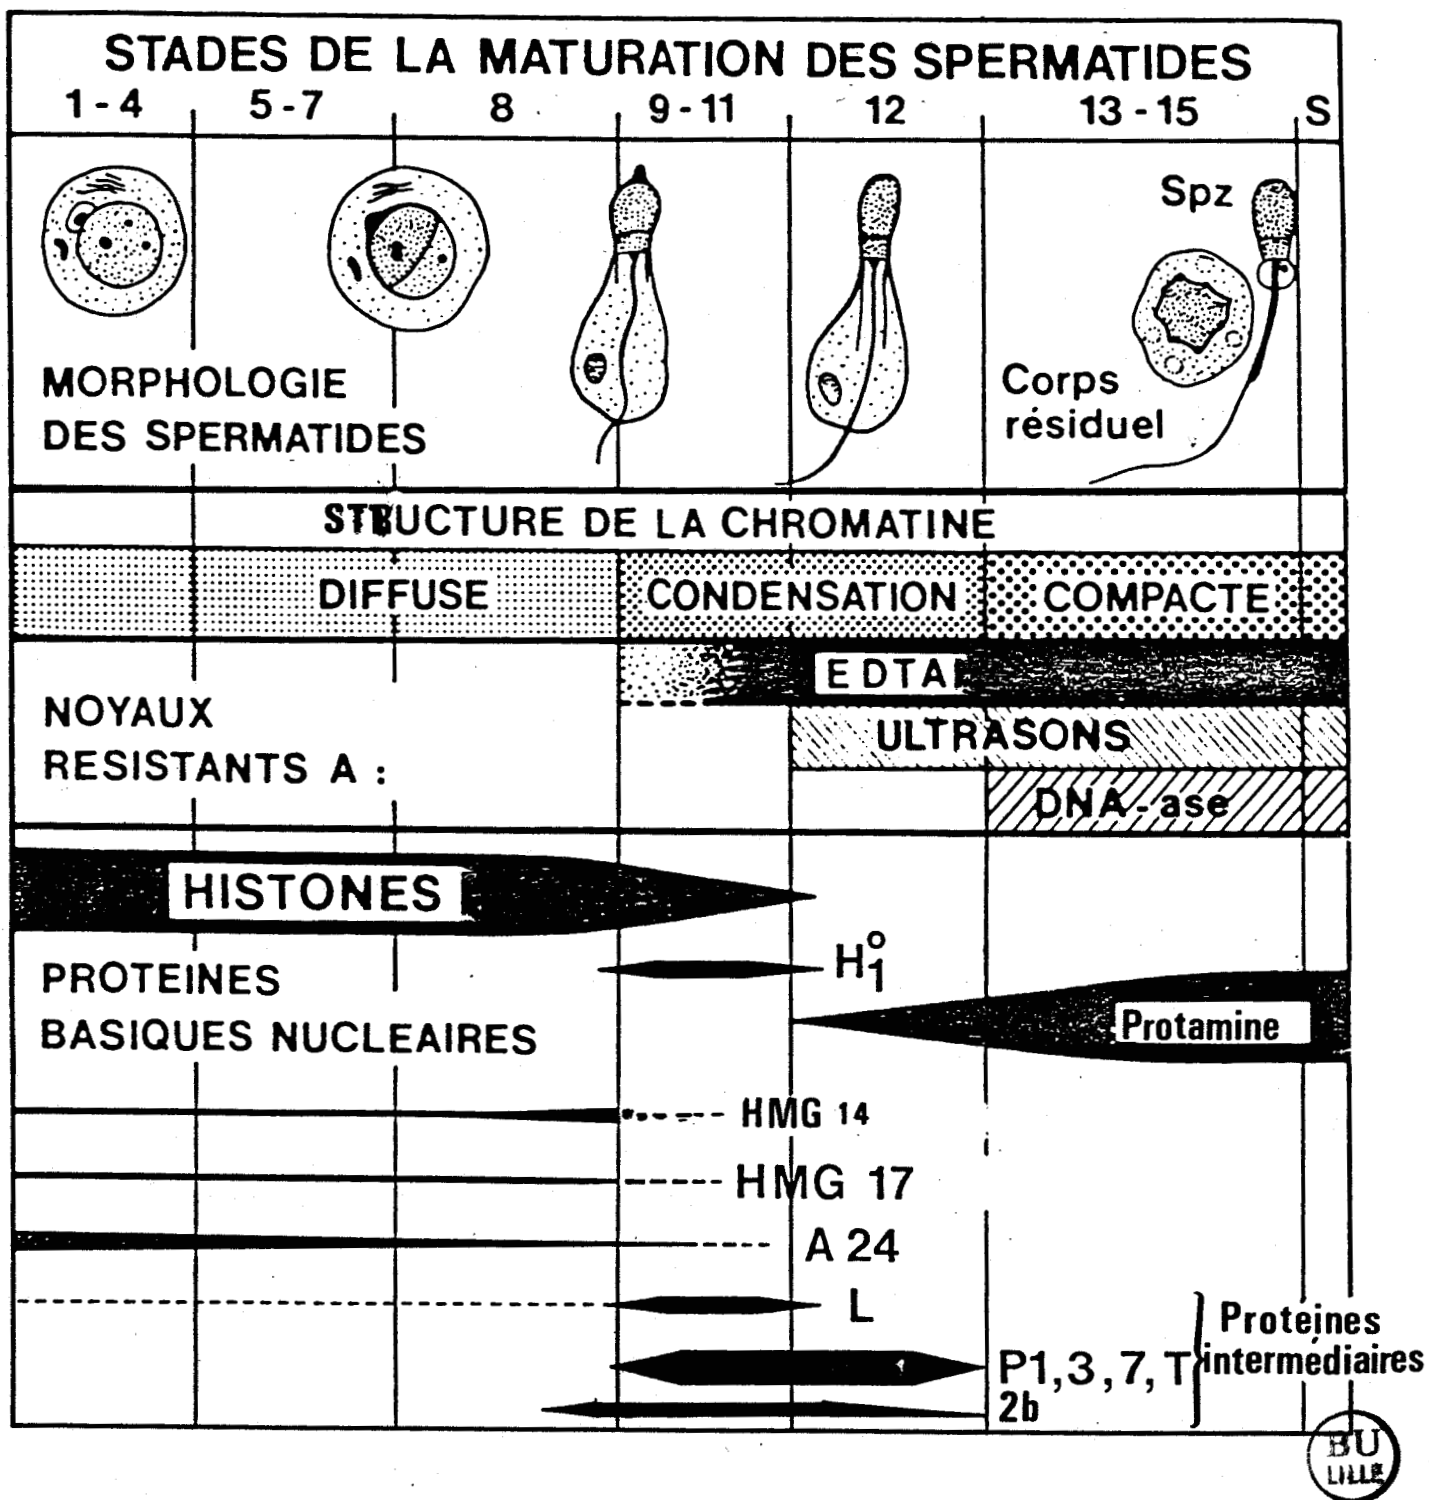 STADES DE LA MATURATION DES SPERMATIDES
1 - 4 5 - 7 8 9 - 11 12 13 - 15 S
Spz
MORPHOLOGIE
DES SPERMATIDES
Corps
résiduel
STRUCTURE DE LA CHROMATINE
DIFFUSE CONDENSATION COMPACTE
EDTA
NOYAUX
RESISTANTS A :
ULTRASONS
DNA - ase
HISTONES
H1°
PROTEINES
BASIQUES NUCLEAIRES
Protamine
HMG 14
HMG 17
A 24
L
P1, 3, 7, T
2b
Protéines
intermédiaires
BU
LILLE